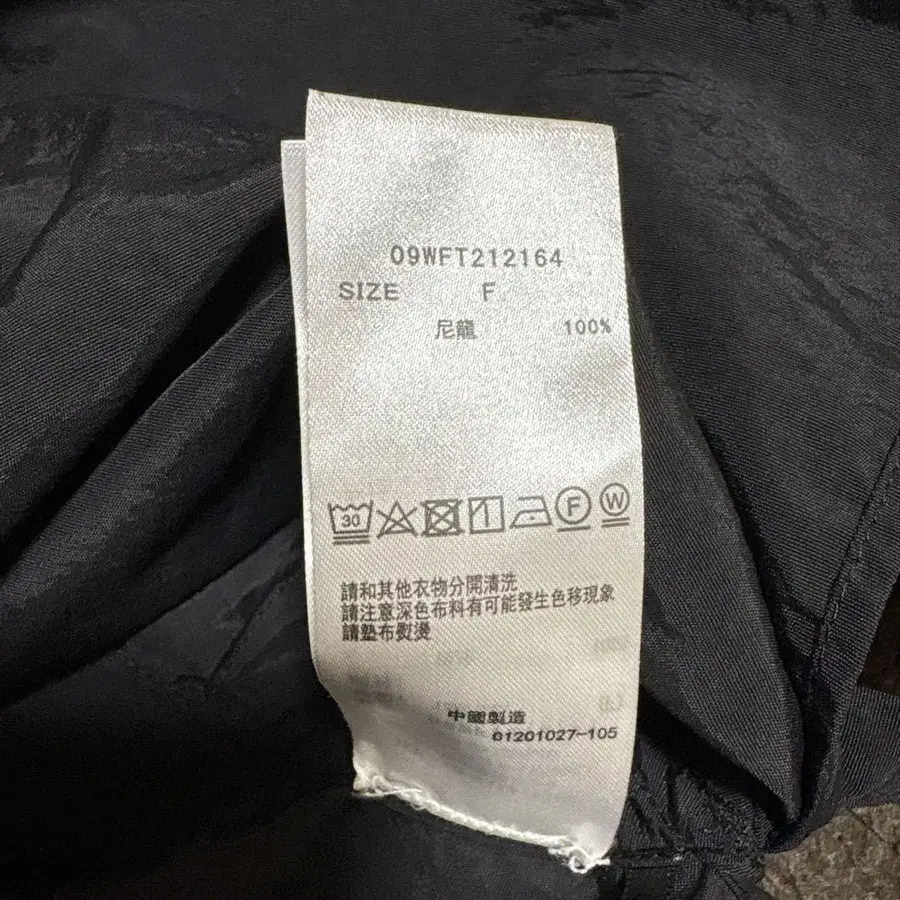 09WFT212164
SIZE F
尼龍 100%
30 F W
請和其他衣物分開清洗
請注意深色布料有可能發生色移現象
請墊布熨燙
中國製造
01201027-105